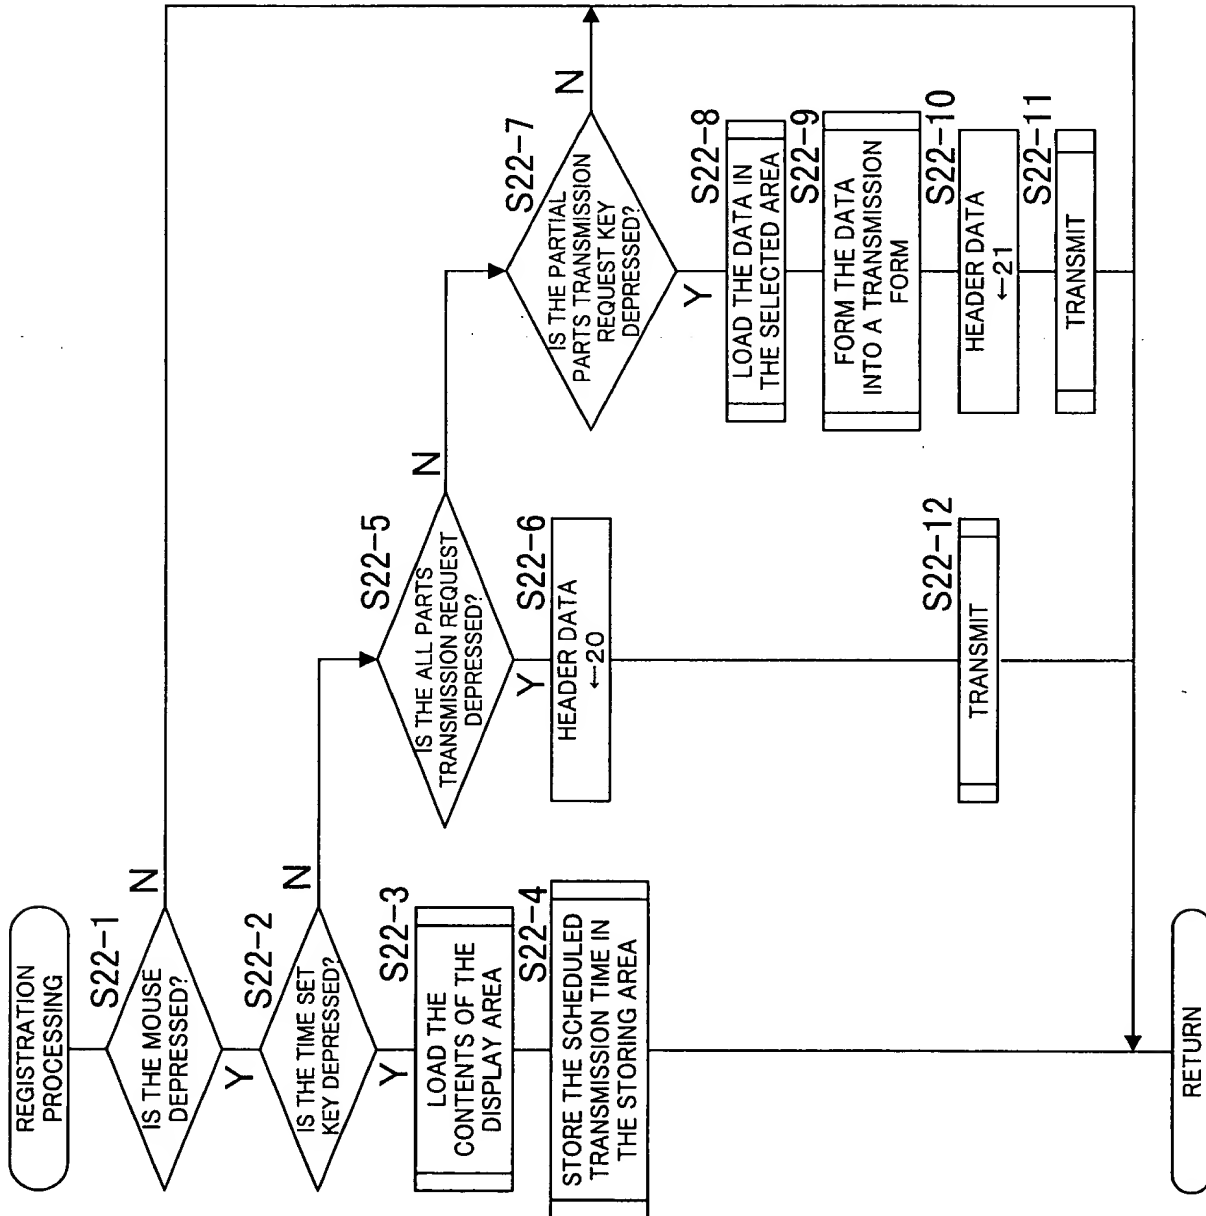 REGISTRATION
PROCESSING
S22-1
IS THE MOUSE
DEPRESSED?
N
Y
S22-2
IS THE TIME SET
KEY DEPRESSED?
N
Y
S22-3
LOAD THE
CONTENTS OF THE
DISPLAY AREA
S22-4
STORE THE SCHEDULED
TRANSMISSION TIME IN
THE STORING AREA
S22-5
IS THE ALL PARTS
TRANSMISSION REQUEST
DEPRESSED?
N
Y
S22-6
HEADER DATA
←20
S22-12
TRANSMIT
S22-7
IS THE PARTIAL
PARTS TRANSMISSION
REQUEST KEY
DEPRESSED?
N
Y
S22-8
LOAD THE DATA IN
THE SELECTED AREA
S22-9
FORM THE DATA
INTO A TRANSMISSION
FORM
S22-10
HEADER DATA
←21
S22-11
TRANSMIT
RETURN